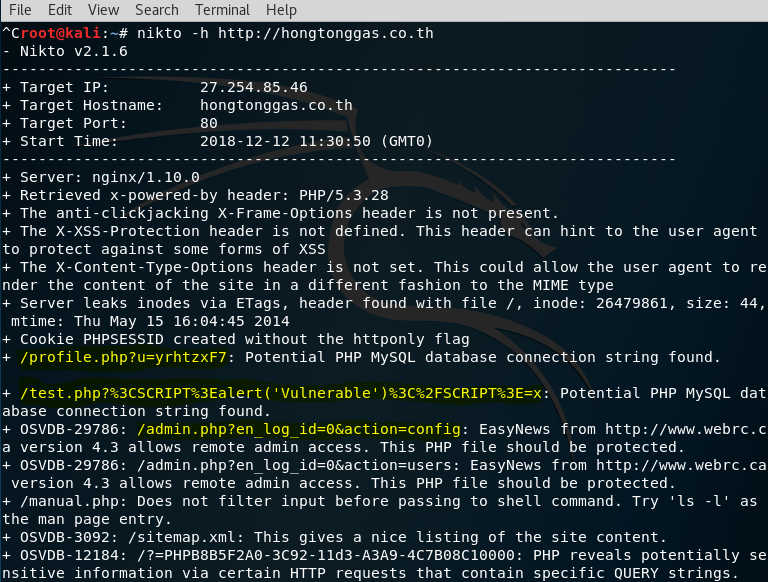 File Edit View Search Terminal Help
^Croot@kali:~# nikto -h http://hongtonggas.co.th
- Nikto v2.1.6
---------------------------------------------------------------------------
+ Target IP: 27.254.85.46
+ Target Hostname: hongtonggas.co.th
+ Target Port: 80
+ Start Time: 2018-12-12 11:30:50 (GMT0)
---------------------------------------------------------------------------
+ Server: nginx/1.10.0
+ Retrieved x-powered-by header: PHP/5.3.28
+ The anti-clickjacking X-Frame-Options header is not present.
+ The X-XSS-Protection header is not defined. This header can hint to the user agent
to protect against some forms of XSS
+ The X-Content-Type-Options header is not set. This could allow the user agent to re
nder the content of the site in a different fashion to the MIME type
+ Server leaks inodes via ETags, header found with file /, inode: 26479861, size: 44,
mtime: Thu May 15 16:04:45 2014
+ Cookie PHPSESSID created without the httponly flag
+ /profile.php?u=yrhtzxF7: Potential PHP MySQL database connection string found.
+ /test.php?%3CSCRIPT%3Ealert('Vulnerable')%3C%2FSCRIPT%3E=x: Potential PHP MySQL dat
abase connection string found.
+ OSVDB-29786: /admin.php?en_log_id=0&action=config: EasyNews from http://www.webrc.c
a version 4.3 allows remote admin access. This PHP file should be protected.
+ OSVDB-29786: /admin.php?en_log_id=0&action=users: EasyNews from http://www.webrc.ca
version 4.3 allows remote admin access. This PHP file should be protected.
+ /manual.php: Does not filter input before passing to shell command. Try 'ls -l' as
the man page entry.
+ OSVDB-3092: /sitemap.xml: This gives a nice listing of the site content.
+ OSVDB-12184: /?=PHPB8B5F2A0-3C92-11d3-A3A9-4C7B08C10000: PHP reveals potentially se
nsitive information via certain HTTP requests that contain specific QUERY strings.